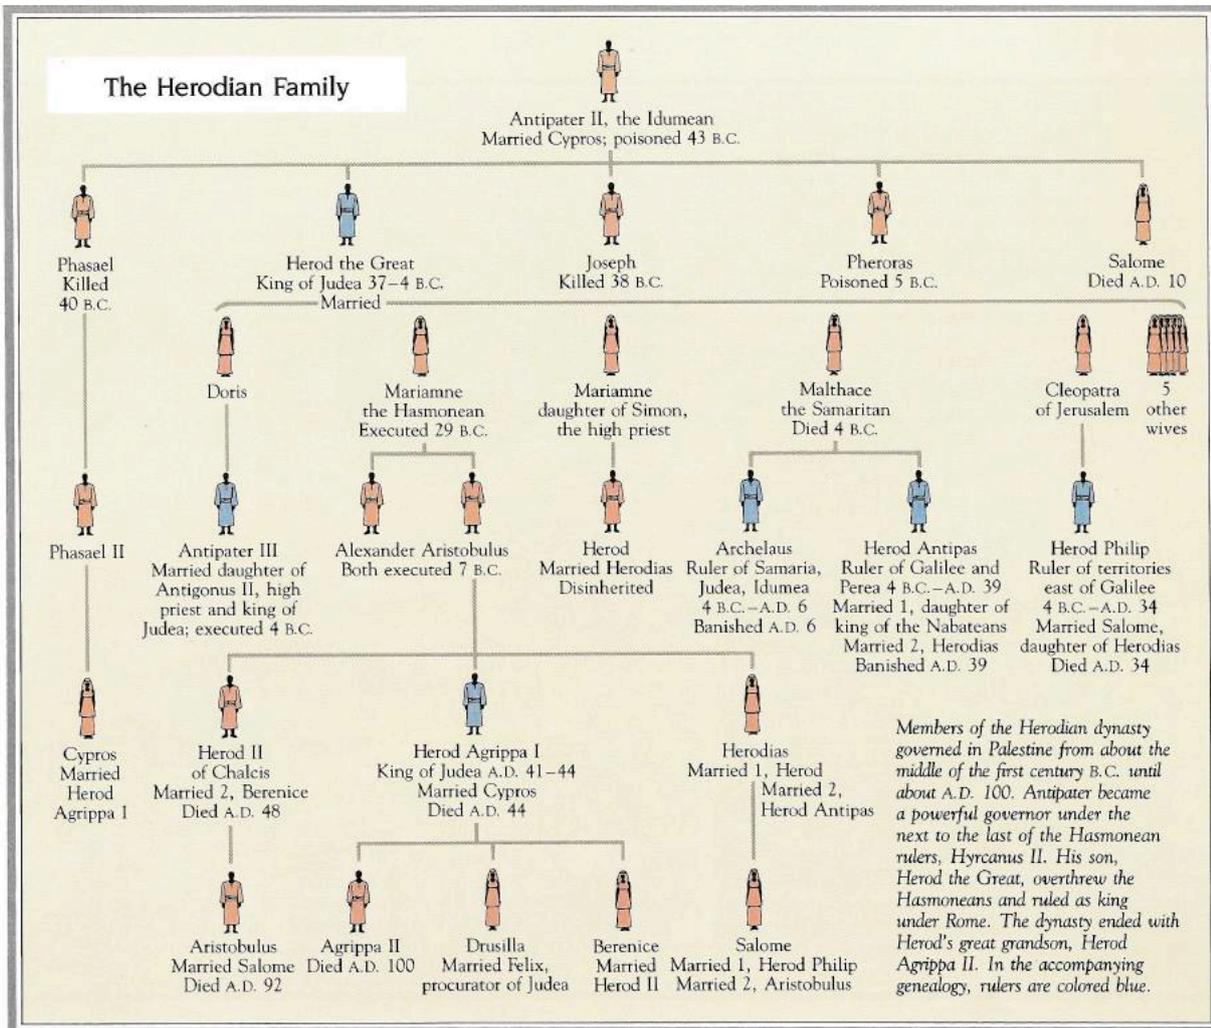 The Herodian Family
Antipater II, the Idumean
Married Cypros; poisoned 43 B.C.
Phasael
Killed
40 B.C.
Herod the Great
King of Judea 37–4 B.C.
Married
Joseph
Killed 38 B.C.
Pheroras
Poisoned 5 B.C.
Salome
Died A.D. 10
Doris
Mariamne
the Hasmonean
Executed 29 B.C.
Mariamne
daughter of Simon,
the high priest
Malthace
the Samaritan
Died 4 B.C.
Cleopatra
of Jerusalem
5
other
wives
Phasael II
Antipater III
Married daughter of
Antigonus II, high
priest and king of
Judea; executed 4 B.C.
Alexander Aristobulus
Both executed 7 B.C.
Herod
Married Herodias
Disinherited
Archelaus
Ruler of Samaria,
Judea, Idumea
4 B.C.–A.D. 6
Banished A.D. 6
Herod Antipas
Ruler of Galilee and
Perea 4 B.C.–A.D. 39
Married 1, daughter of
king of the Nabateans
Married 2, Herodias
Banished A.D. 39
Herod Philip
Ruler of territories
east of Galilee
4 B.C.–A.D. 34
Married Salome,
daughter of Herodias
Died A.D. 34
Cypros
Married
Herod
Agrippa I
Herod II
of Chalcis
Married 2, Berenice
Died A.D. 48
Herod Agrippa I
King of Judea A.D. 41–44
Married Cypros
Died A.D. 44
Herodias
Married 1, Herod
Married 2,
Herod Antipas
Aristobulus
Married Salome
Died A.D. 92
Agrippa II
Died A.D. 100
Drusilla
Married Felix,
procurator of Judea
Berenice
Married
Herod II
Salome
Married 1, Herod Philip
Married 2, Aristobulus
Members of the Herodian dynasty
governed in Palestine from about the
middle of the first century B.C. until
about A.D. 100. Antipater became
a powerful governor under the
next to the last of the Hasmonean
rulers, Hyrcanus II. His son,
Herod the Great, overthrew the
Hasmoneans and ruled as king
under Rome. The dynasty ended with
Herod's great grandson, Herod
Agrippa II. In the accompanying
genealogy, rulers are colored blue.